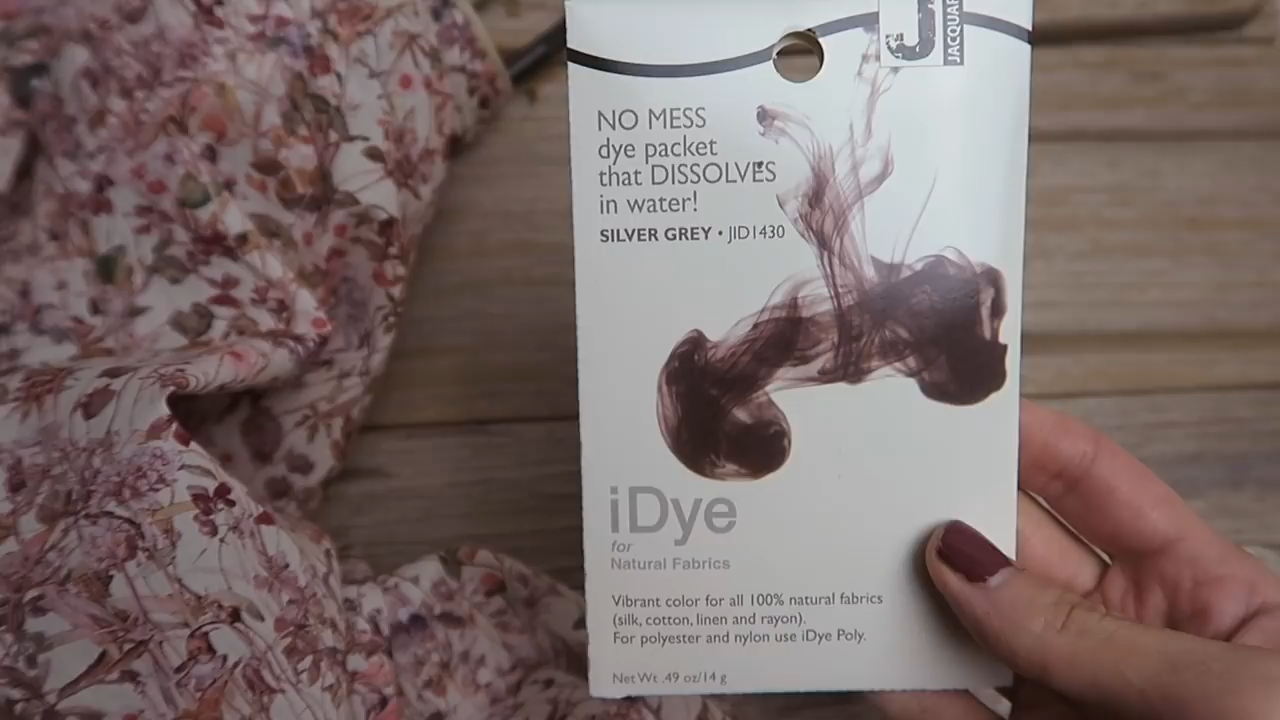 J
JACQUAR
NO MESS
dye packet
that DISSOLVES
in water!
SILVER GREY • JID1430
iDye
for
Natural Fabrics
Vibrant color for all 100% natural fabrics
(silk, cotton, linen and rayon).
For polyester and nylon use iDye Poly.
Net Wt .49 oz/14 g